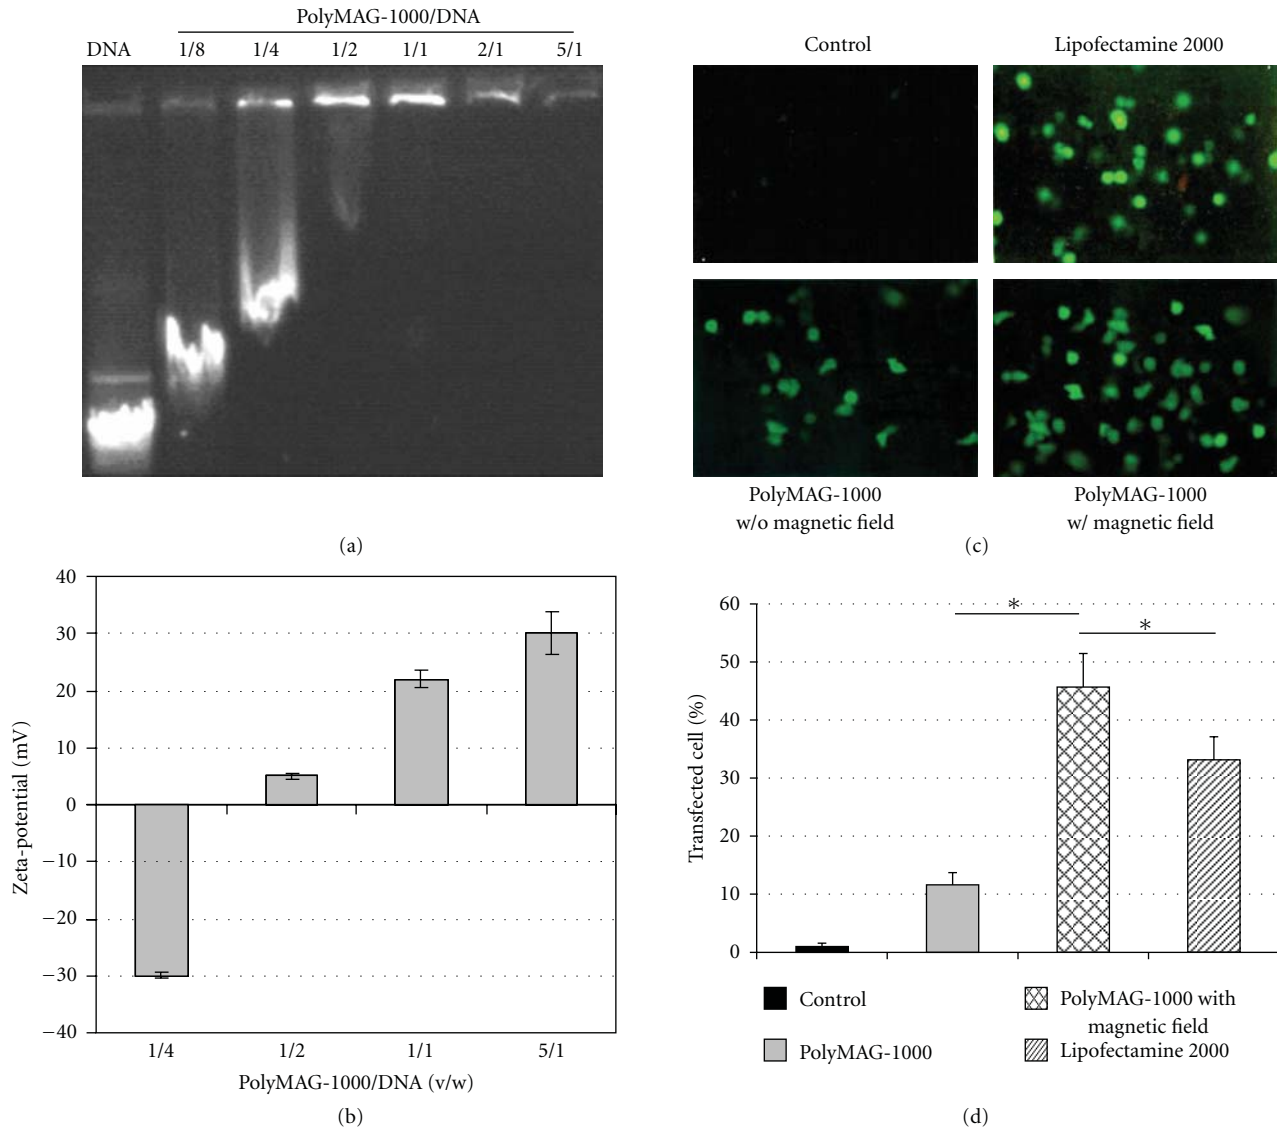 PolyMAG-1000/DNA
DNA 1/8 1/4 1/2 1/1 2/1 5/1
(a)
Control Lipofectamine 2000
PolyMAG-1000
w/o magnetic field
PolyMAG-1000
w/ magnetic field
(c)
40
30
20
10
0
−10
−20
−30
−40
Zeta-potential (mV)
1/4 1/2 1/1 5/1
PolyMAG-1000/DNA (v/w)
(b)
60
50
40
30
20
10
0
Transfected cell (%)
*
*
Control
PolyMAG-1000
PolyMAG-1000 with
magnetic field
Lipofectamine 2000
(d)